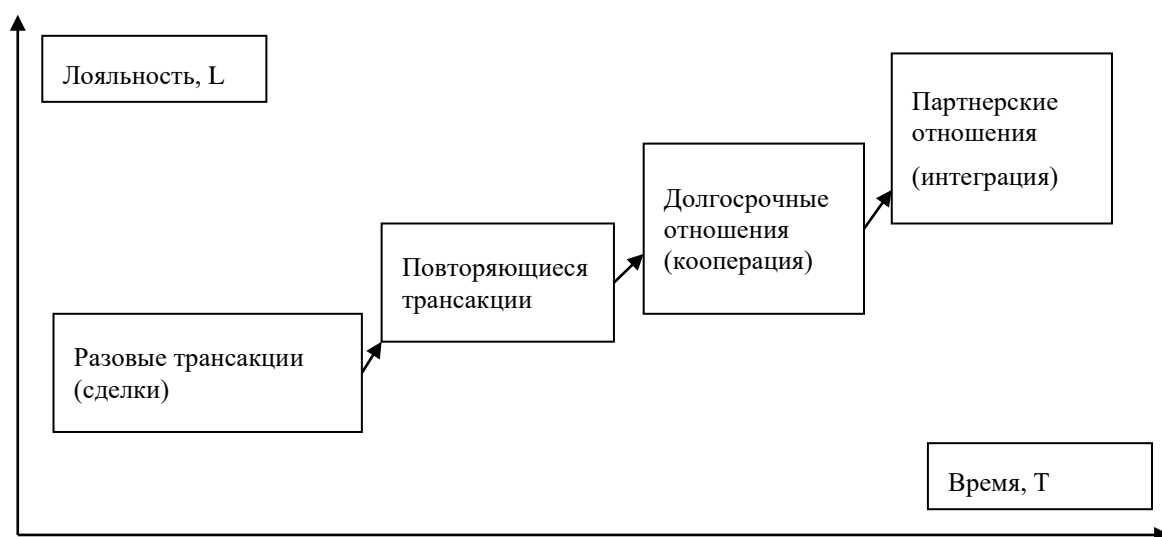 Лояльность, L
Партнерские
отношения
(интеграция)
Долгосрочные
отношения
(кооперация)
Повторяющиеся
трансакции
Разовые трансакции
(сделки)
Время, T